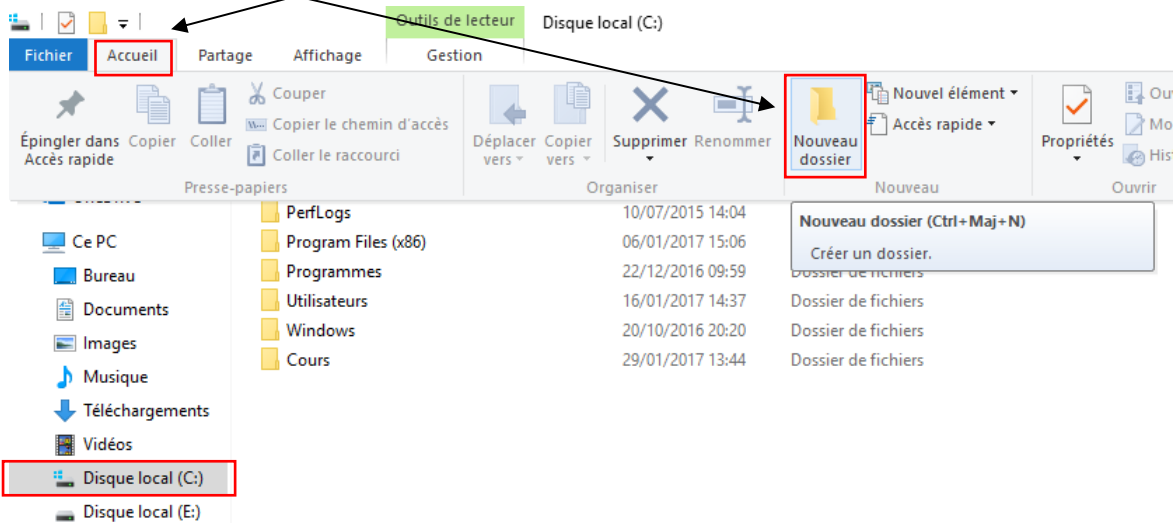 Outils de lecteur Disque local (C:)
Fichier Accueil Partage Affichage Gestion
Couper
Copier le chemin d'accès
Coller le raccourci
Épingler dans Accès rapide
Copier Coller
Déplacer vers
Copier vers
Supprimer Renommer
Nouveau dossier
Nouvel élément
Accès rapide
Propriétés
Presse-papiers Organiser Nouveau Ouvrir
Ce PC
Bureau
Documents
Images
Musique
Téléchargements
Vidéos
Disque local (C:)
Disque local (E:)
PerfLogs 10/07/2015 14:04
Program Files (x86) 06/01/2017 15:06
Programmes 22/12/2016 09:59 Dossier de fichiers
Utilisateurs 16/01/2017 14:37 Dossier de fichiers
Windows 20/10/2016 20:20 Dossier de fichiers
Cours 29/01/2017 13:44 Dossier de fichiers
Nouveau dossier (Ctrl+Maj+N)
Créer un dossier.